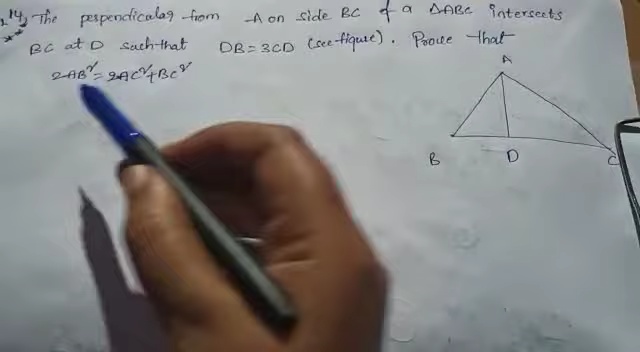 14, The perpendicular from A on side BC of a ΔABC intersects
** BC at D such that DB = 3CD (see figure). Prove that
2AB² = 2AC² + BC²
A
B D C